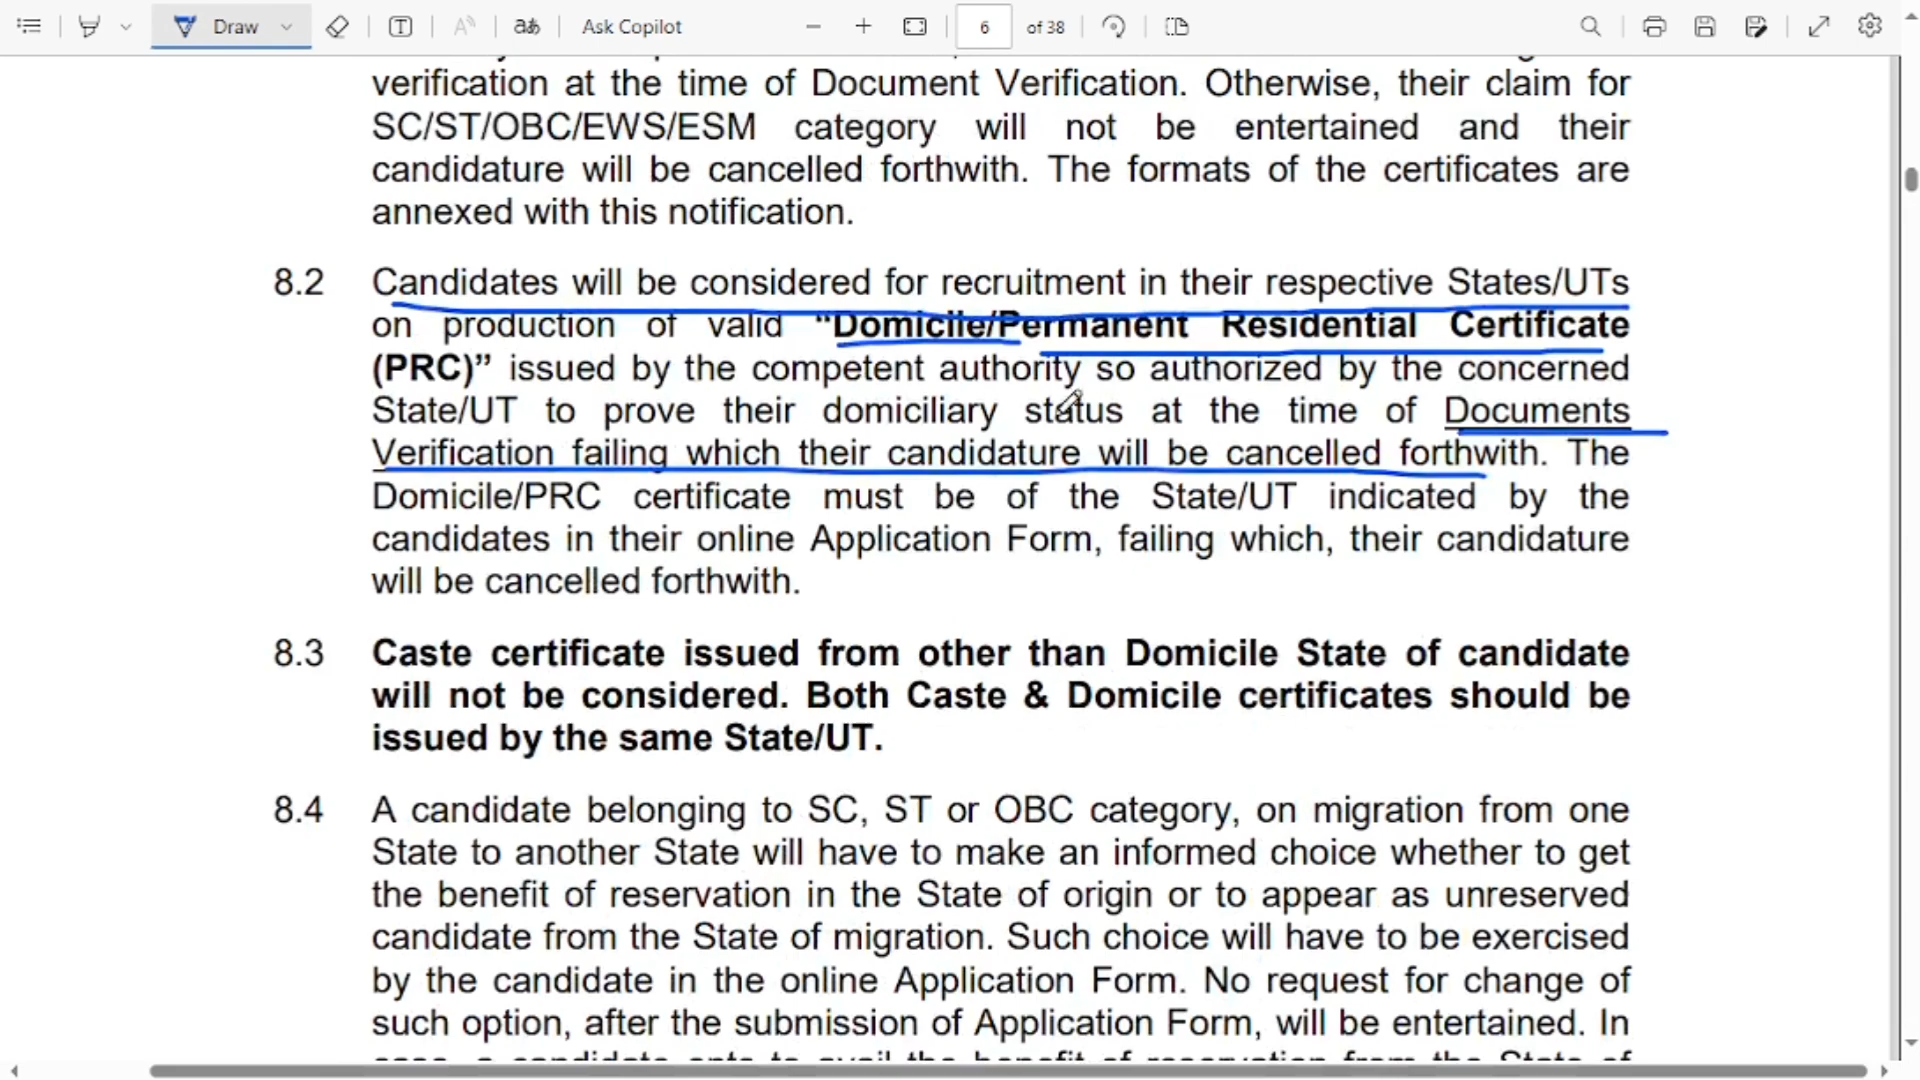 Draw
Ask Copilot
6 of 38
verification at the time of Document Verification. Otherwise, their claim for
SC/ST/OBC/EWS/ESM category will not be entertained and their
candidature will be cancelled forthwith. The formats of the certificates are
annexed with this notification.
8.2 Candidates will be considered for recruitment in their respective States/UTs
on production of valid “Domicile/Permanent Residential Certificate
(PRC)” issued by the competent authority so authorized by the concerned
State/UT to prove their domiciliary status at the time of Documents
Verification failing which their candidature will be cancelled forthwith. The
Domicile/PRC certificate must be of the State/UT indicated by the
candidates in their online Application Form, failing which, their candidature
will be cancelled forthwith.
8.3 Caste certificate issued from other than Domicile State of candidate
will not be considered. Both Caste & Domicile certificates should be
issued by the same State/UT.
8.4 A candidate belonging to SC, ST or OBC category, on migration from one
State to another State will have to make an informed choice whether to get
the benefit of reservation in the State of origin or to appear as unreserved
candidate from the State of migration. Such choice will have to be exercised
by the candidate in the online Application Form. No request for change of
such option, after the submission of Application Form, will be entertained. In